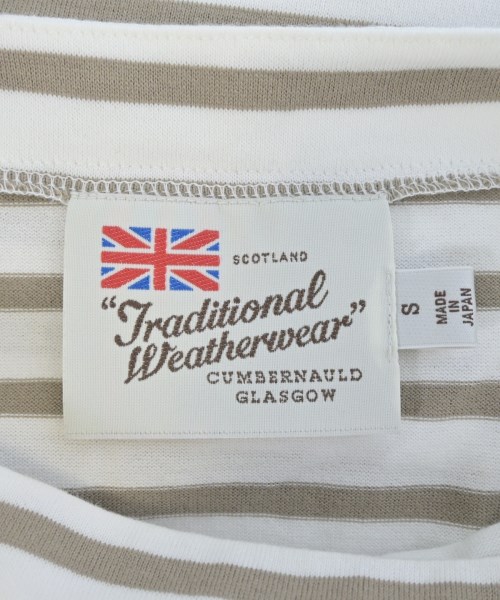 SCOTLAND
"Traditional
Weatherwear"
CUMBERNAULD
GLASGOW
S
MADE
IN
JAPAN